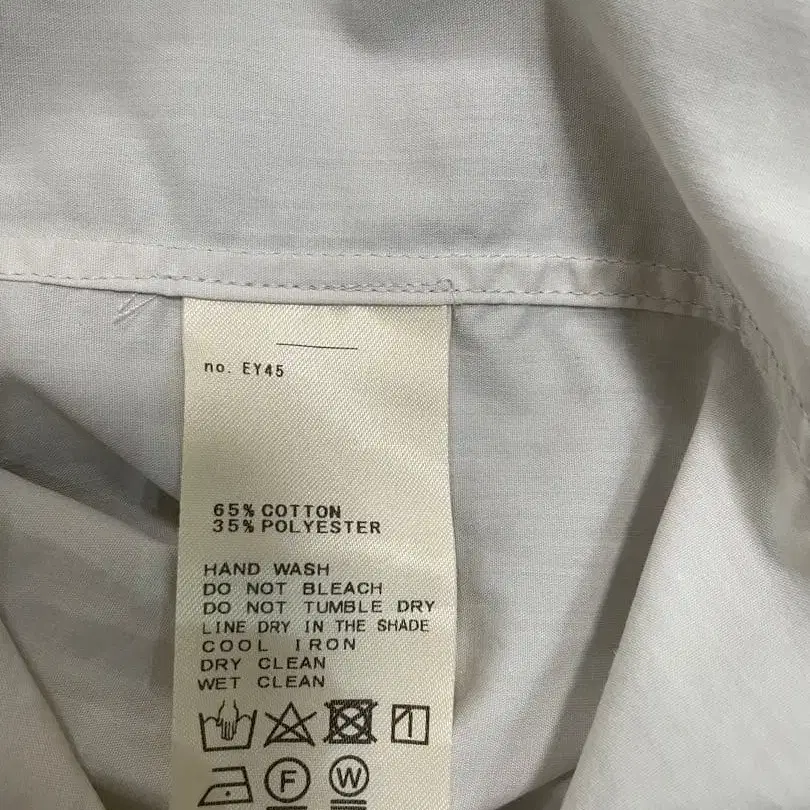 no. EY45
65% COTTON
35% POLYESTER
HAND WASH
DO NOT BLEACH
DO NOT TUMBLE DRY
LINE DRY IN THE SHADE
COOL IRON
DRY CLEAN
WET CLEAN
F W